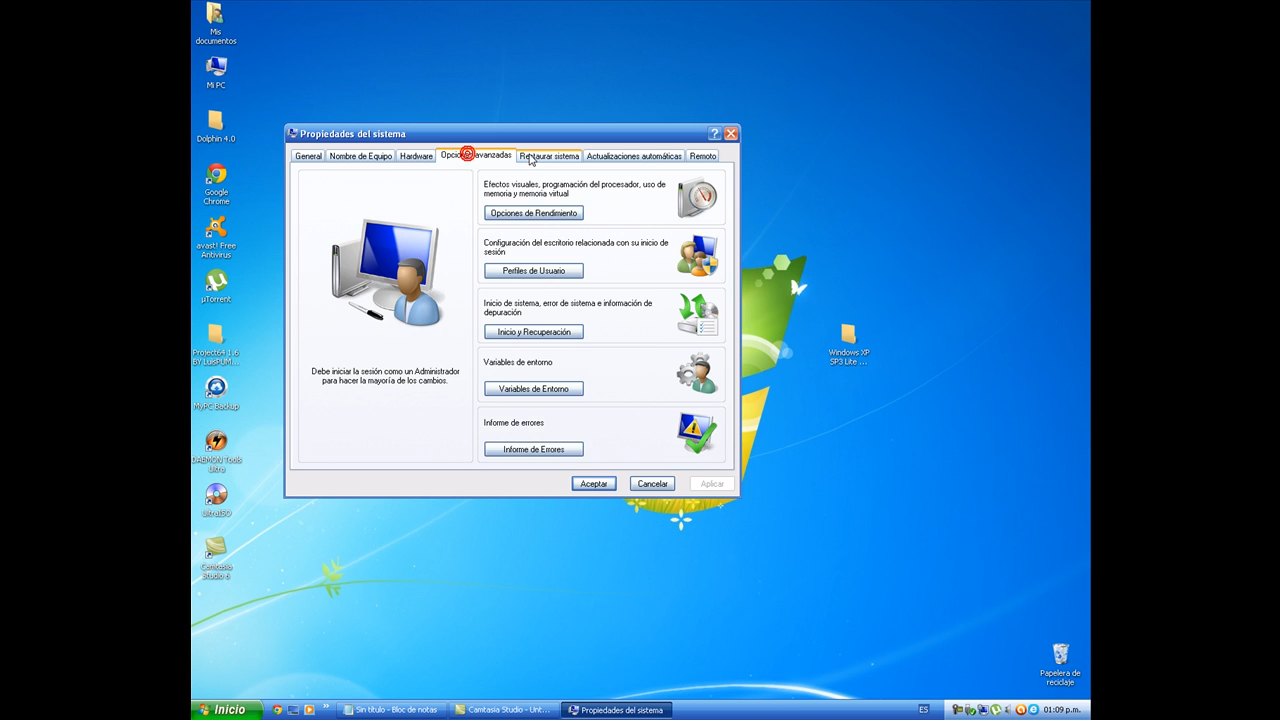 Mis
documentos
Mi PC
Dolphin 4.0
Google
Chrome
avast! Free
Antivirus
µTorrent
Project64 1.6
BY LuisPUM...
MyPC Backup
DAEMON Tools
Ultra
UltraISO
Camtasia
Studio 6
Propiedades del sistema
General
Nombre de Equipo
Hardware
Opciones avanzadas
Restaurar sistema
Actualizaciones automáticas
Remoto
Debe iniciar la sesión como un Administrador
para hacer la mayoría de los cambios.
Efectos visuales, programación del procesador, uso de
memoria y memoria virtual
Opciones de Rendimiento
Configuración del escritorio relacionada con su inicio de
sesión
Perfiles de Usuario
Inicio de sistema, error de sistema e información de
depuración
Inicio y Recuperación
Variables de entorno
Variables de Entorno
Informe de errores
Informe de Errores
Aceptar
Cancelar
Aplicar
Windows XP
SP3 Lite ...
Papelera de
reciclaje
Inicio
Sin título - Bloc de notas
Camtasia Studio - Unt...
Propiedades del sistema
ES
01:09 p.m.